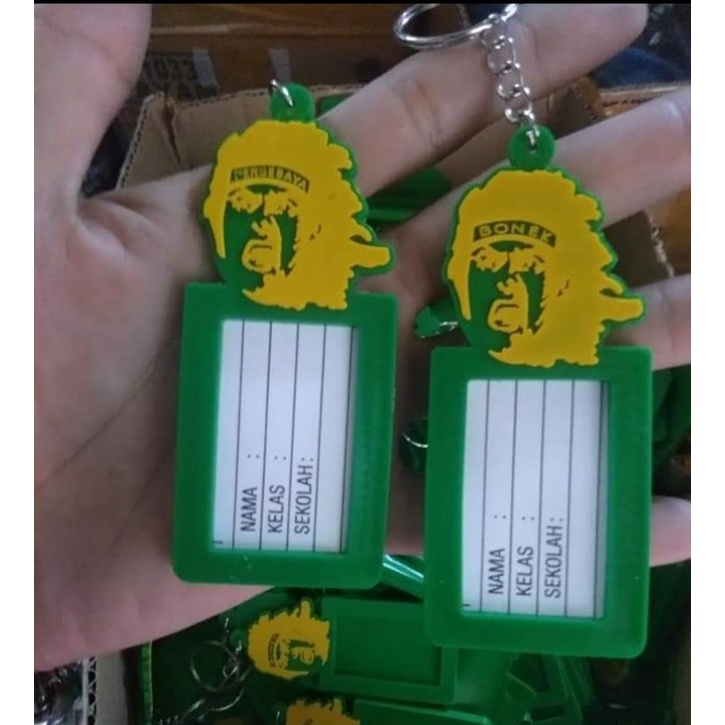 PERSEBAYA
NAMA :
KELAS :
SEKOLAH :
BONEK
NAMA :
KELAS :
SEKOLAH :